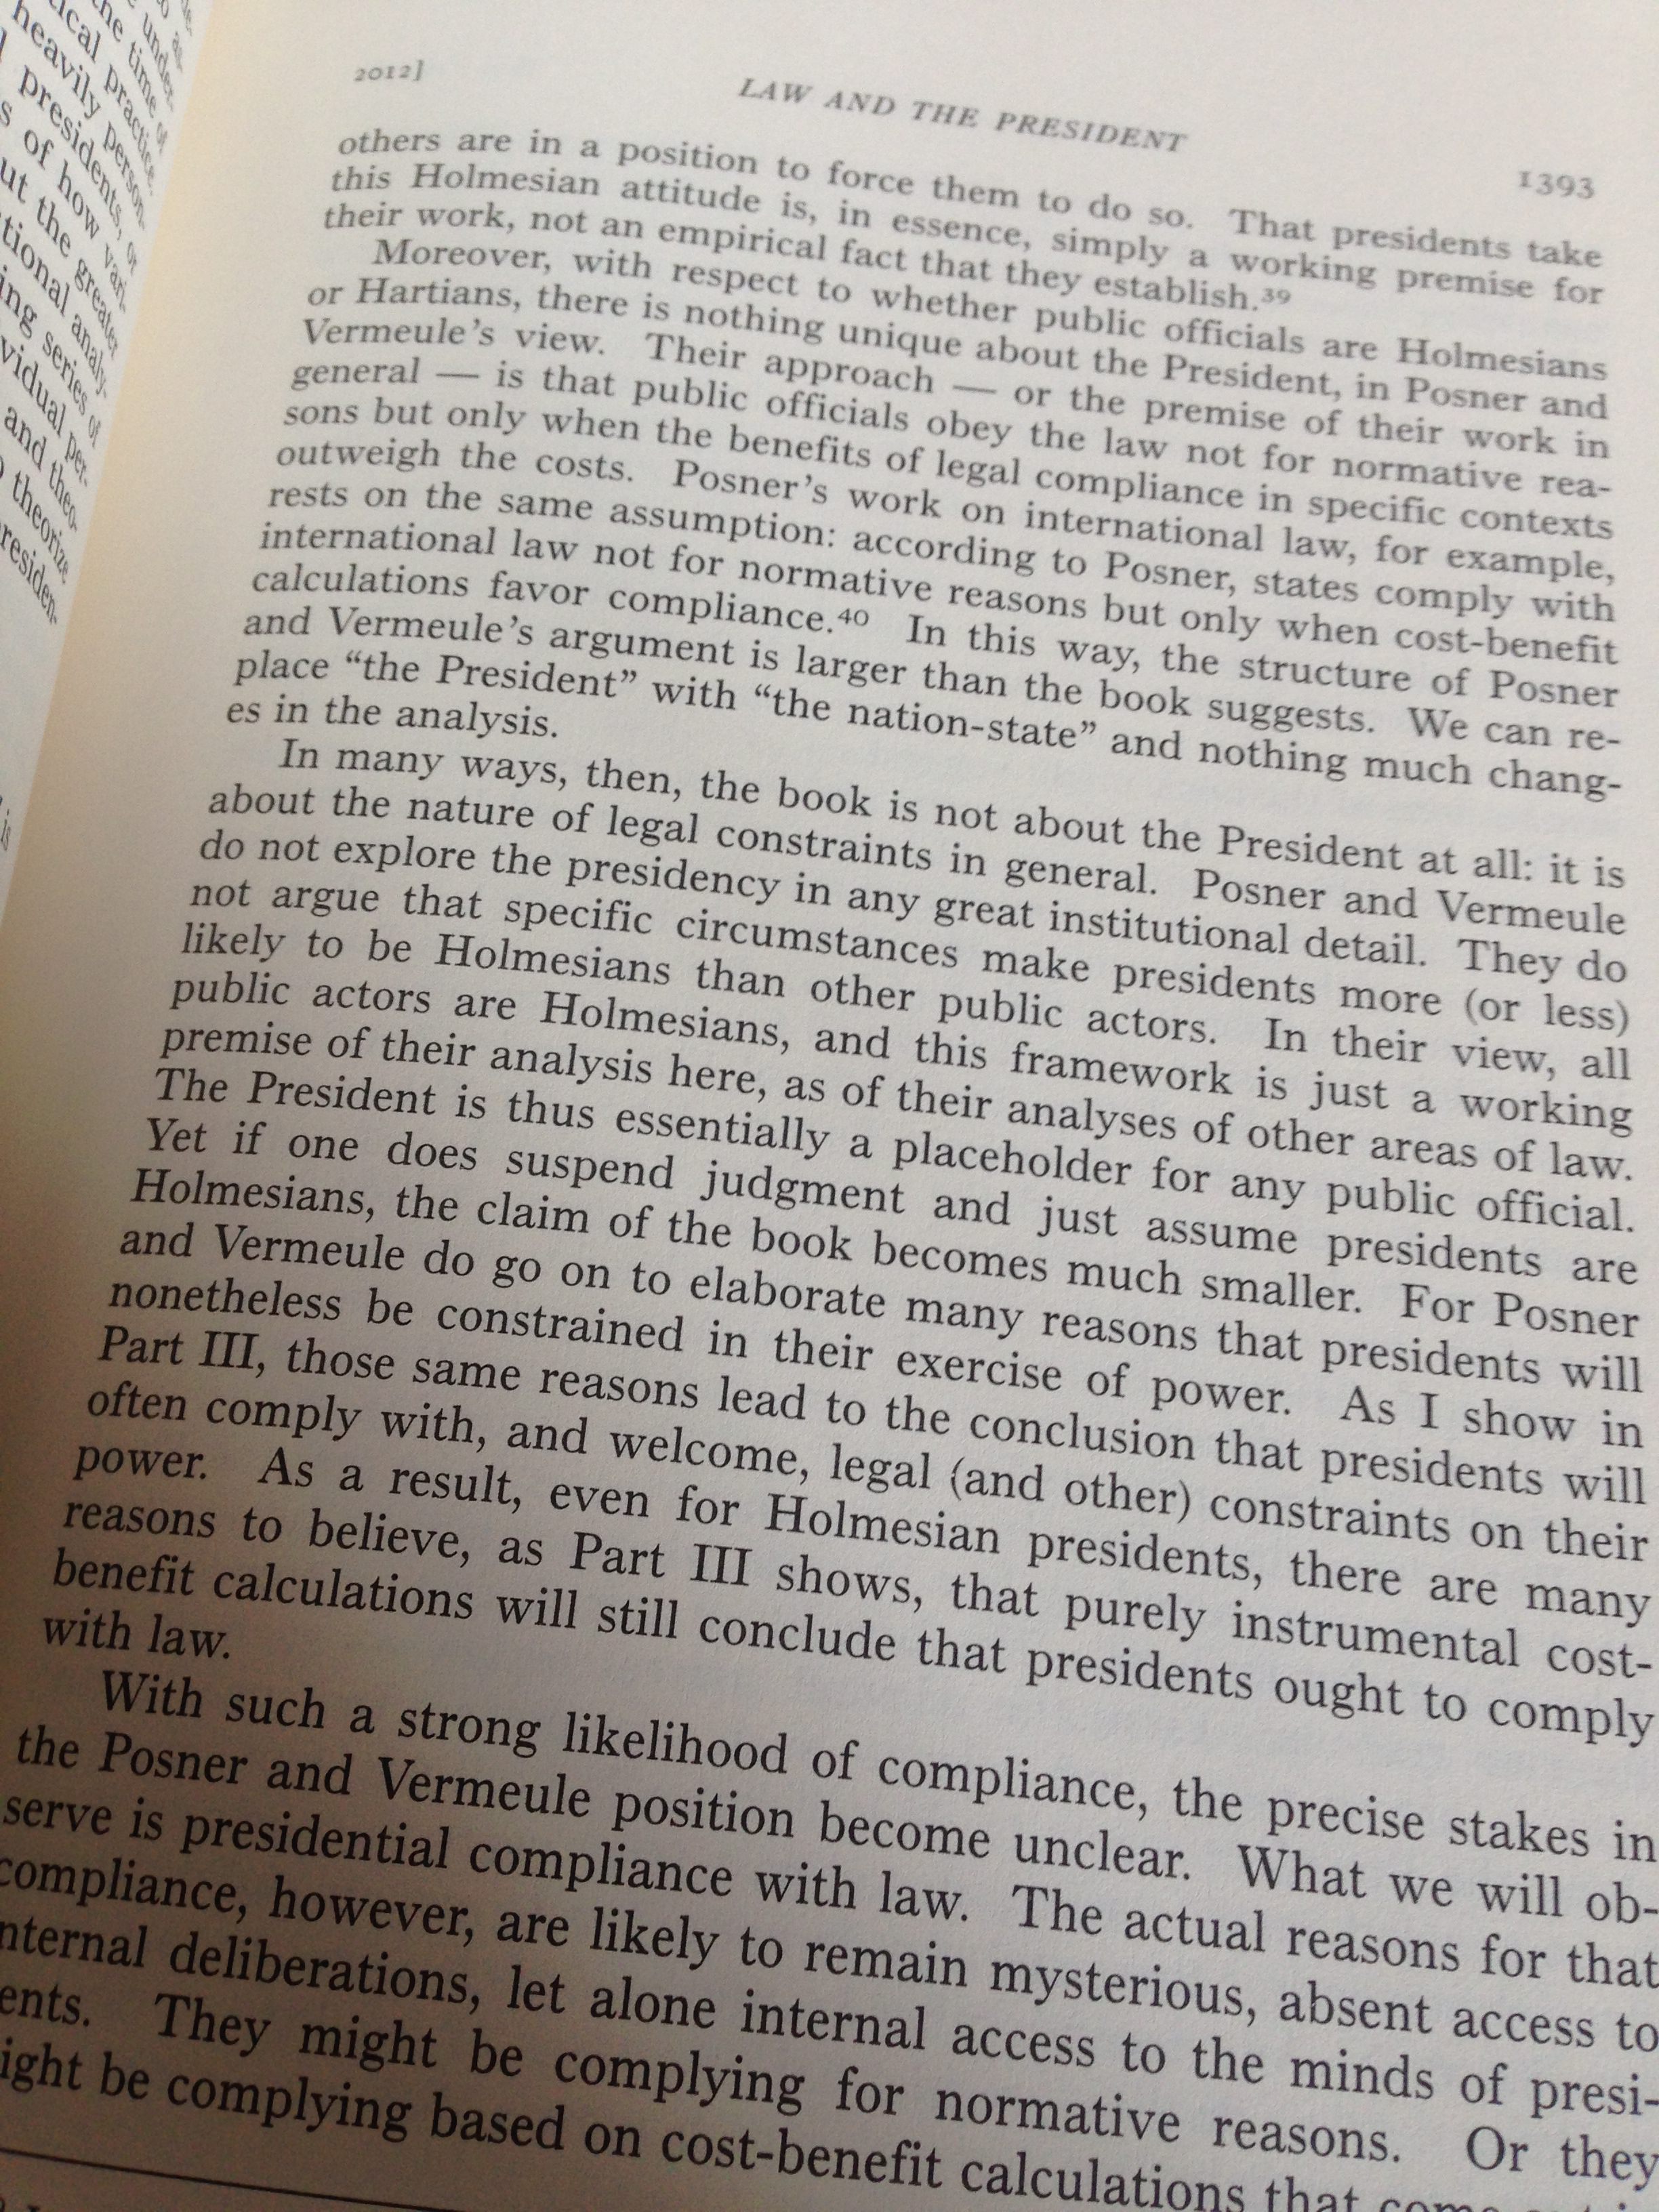 2012]
LAW AND THE PRESIDENT
1393
others are in a position to force them to do so. That presidents take
this Holmesian attitude is, in essence, simply a working premise for
their work, not an empirical fact that they establish.39
Moreover, with respect to whether public officials are Holmesians
or Hartians, there is nothing unique about the President, in Posner and
Vermeule's view. Their approach — or the premise of their work in
general — is that public officials obey the law not for normative rea-
sons but only when the benefits of legal compliance in specific contexts
outweigh the costs. Posner's work on international law, for example,
rests on the same assumption: according to Posner, states comply with
international law not for normative reasons but only when cost-benefit
calculations favor compliance.40 In this way, the structure of Posner
and Vermeule's argument is larger than the book suggests. We can re-
place “the President” with “the nation-state” and nothing much chang-
es in the analysis.
In many ways, then, the book is not about the President at all: it is
about the nature of legal constraints in general. Posner and Vermeule
do not explore the presidency in any great institutional detail. They do
not argue that specific circumstances make presidents more (or less)
likely to be Holmesians than other public actors. In their view, all
public actors are Holmesians, and this framework is just a working
premise of their analysis here, as of their analyses of other areas of law.
The President is thus essentially a placeholder for any public official.
Yet if one does suspend judgment and just assume presidents are
Holmesians, the claim of the book becomes much smaller. For Posner
and Vermeule do go on to elaborate many reasons that presidents will
nonetheless be constrained in their exercise of power. As I show in
Part III, those same reasons lead to the conclusion that presidents will
often comply with, and welcome, legal (and other) constraints on their
power. As a result, even for Holmesian presidents, there are many
reasons to believe, as Part III shows, that purely instrumental cost-
benefit calculations will still conclude that presidents ought to comply
with law.
With such a strong likelihood of compliance, the precise stakes in
the Posner and Vermeule position become unclear. What we will ob-
serve is presidential compliance with law. The actual reasons for that
compliance, however, are likely to remain mysterious, absent access to
nternal deliberations, let alone internal access to the minds of presi-
ents. They might be complying for normative reasons. Or they
ight be complying based on cost-benefit calculations that